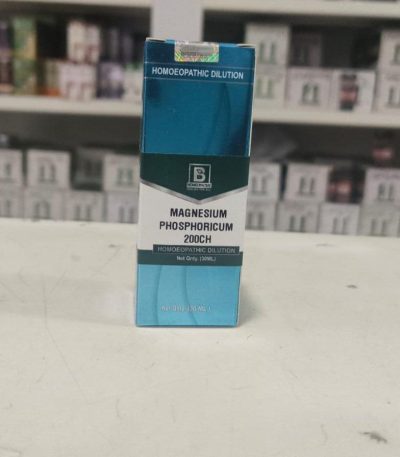 HOMOEOPATHIC DILUTION
B
MAGNESIUM
PHOSPHORICUM
200CH
HOMOEOPATHIC DILUTION
Net Qnty. (30ML)